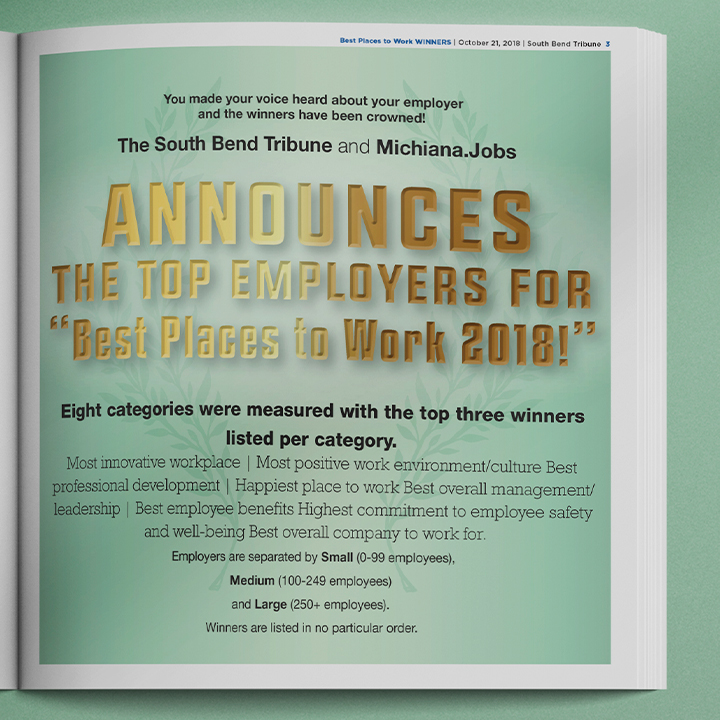 Best Places to Work WINNERS | October 21, 2018 | South Bend Tribune 3
You made your voice heard about your employer
and the winners have been crowned!
The South Bend Tribune and Michiana.Jobs
ANNOUNCES
THE TOP EMPLOYERS FOR
“Best Places to Work 2018!”
Eight categories were measured with the top three winners
listed per category.
Most innovative workplace | Most positive work environment/culture Best
professional development | Happiest place to work Best overall management/
leadership | Best employee benefits Highest commitment to employee safety
and well-being Best overall company to work for.
Employers are separated by Small (0-99 employees),
Medium (100-249 employees)
and Large (250+ employees).
Winners are listed in no particular order.